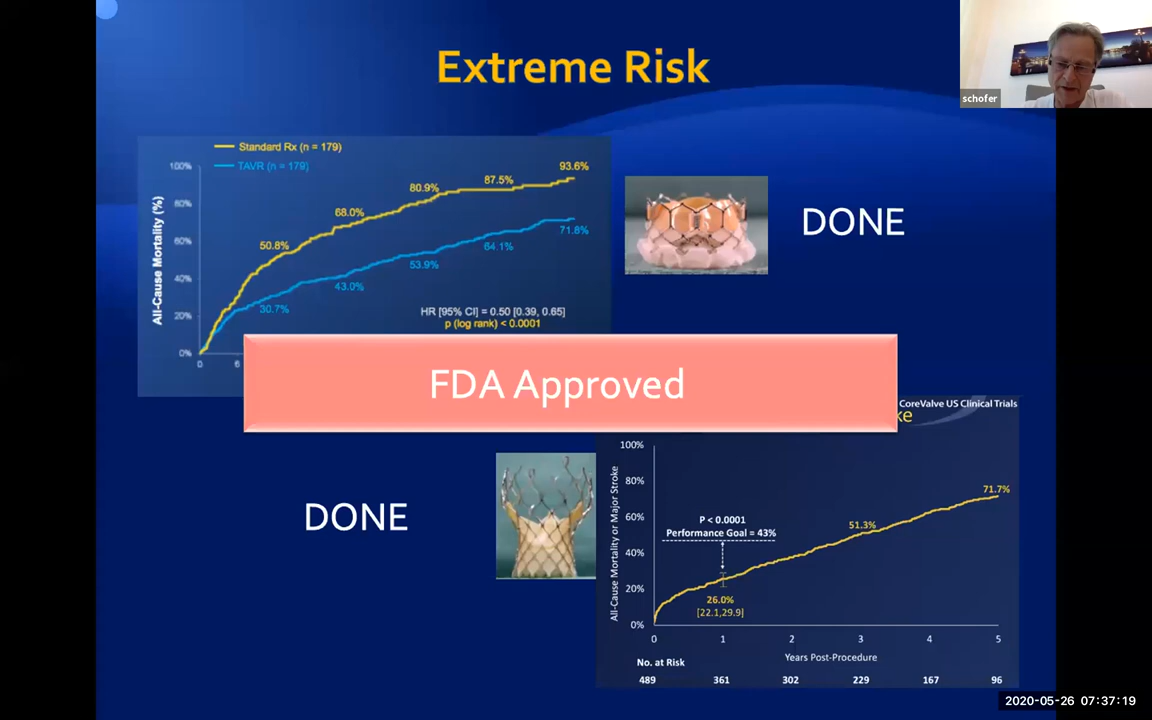 Extreme Risk
schofer
Standard Rx (n = 179)
TAVR (n = 179)
All-Cause Mortality (%)
100%
80%
60%
40%
20%
0%
0
6
50.8%
68.0%
80.9%
87.5%
93.6%
30.7%
43.0%
53.9%
64.1%
71.8%
HR [95% CI] = 0.50 [0.39, 0.65]
p (log rank) < 0.0001
DONE
FDA Approved
CoreValve US Clinical Trials
DONE
All-Cause Mortality or Major Stroke
100%
80%
60%
40%
20%
0%
P < 0.0001
Performance Goal = 43%
26.0%
[22.1,29.9]
51.3%
71.7%
0 1 2 3 4 5
Years Post-Procedure
No. at Risk
489 361 302 229 167 96
2020-05-26 07:37:19